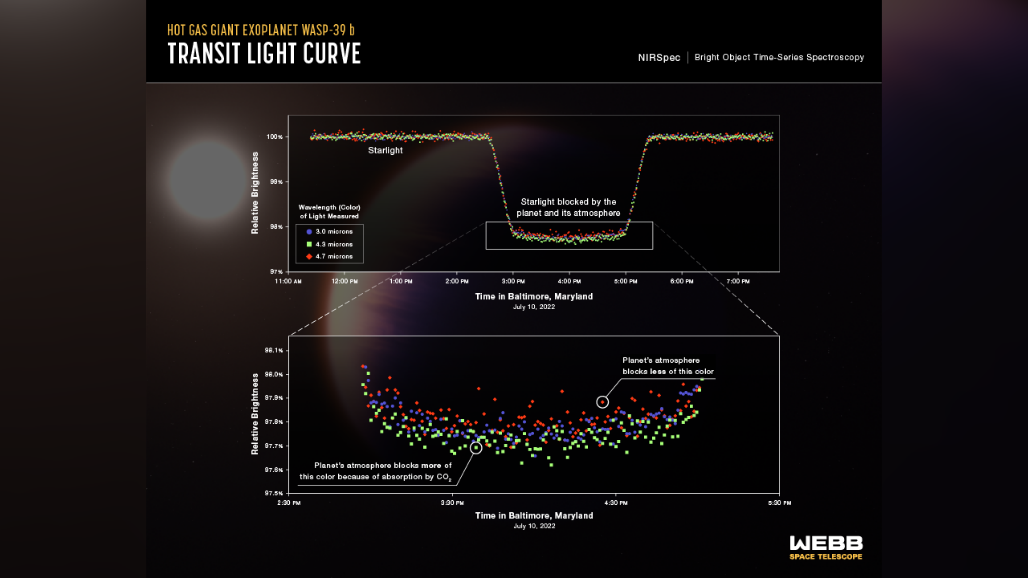 HOT GAS GIANT EXOPLANET WASP-39 b
TRANSIT LIGHT CURVE
NIRSpec | Bright Object Time-Series Spectroscopy
Relative Brightness
100%
99%
98%
97%
Starlight
Starlight blocked by the
planet and its atmosphere
Wavelength (Color)
of Light Measured
3.0 microns
4.3 microns
4.7 microns
11:00 AM 12:00 PM 1:00 PM 2:00 PM 3:00 PM 4:00 PM 5:00 PM 6:00 PM 7:00 PM
Time in Baltimore, Maryland
July 10, 2022
Relative Brightness
98.1%
98.0%
97.9%
97.8%
97.7%
97.6%
97.5%
Planet's atmosphere
blocks less of this color
Planet's atmosphere blocks more of
this color because of absorption by CO₂
2:30 PM 3:30 PM 4:30 PM 5:30 PM
Time in Baltimore, Maryland
July 10, 2022
WEBB
SPACE TELESCOPE